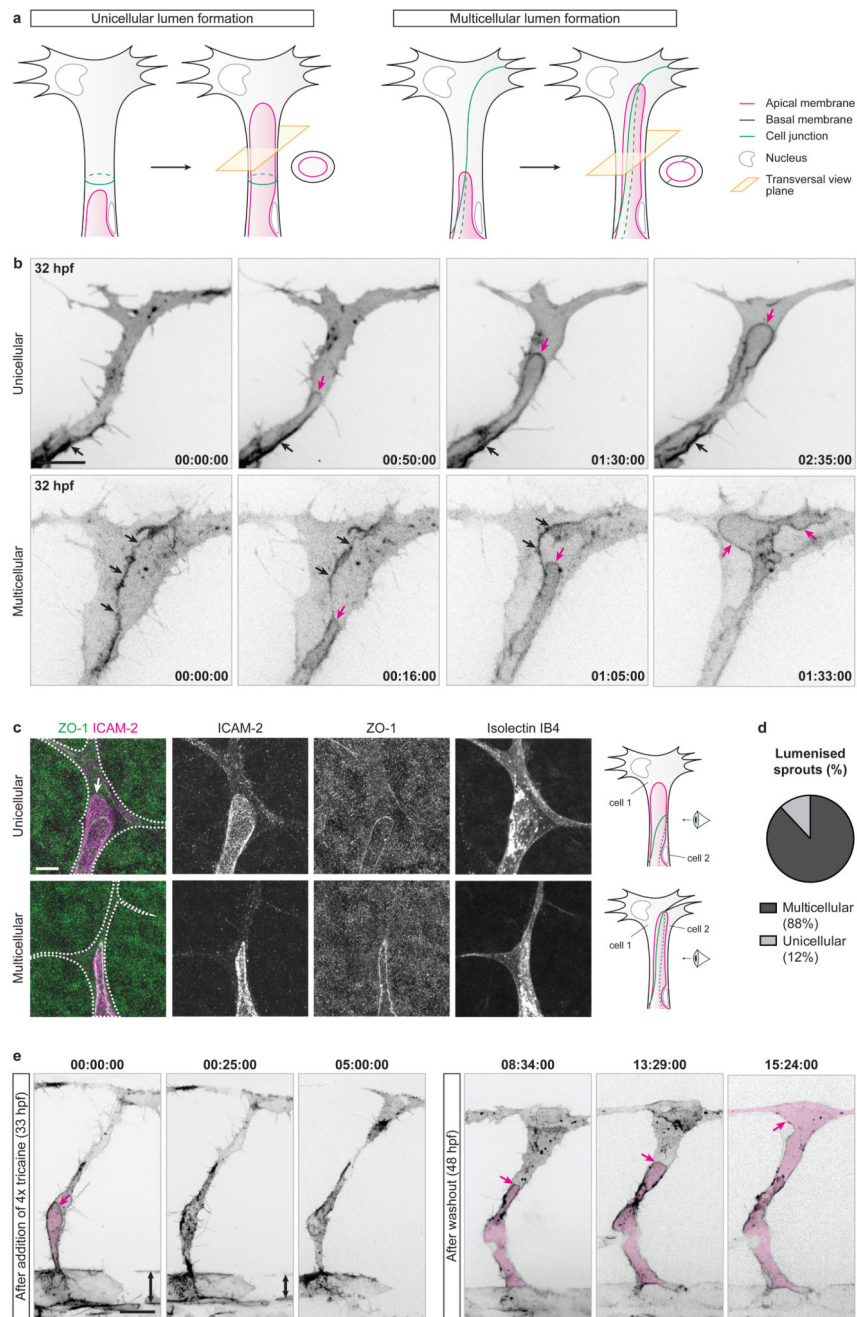 a
Unicellular lumen formation
Multicellular lumen formation
Apical membrane
Basal membrane
Cell junction
Nucleus
Transversal view
plane
b
Unicellular
32 hpf
00:00:00
00:50:00
01:30:00
02:35:00
Multicellular
32 hpf
00:00:00
00:16:00
01:05:00
01:33:00
c
ZO-1 ICAM-2
ICAM-2
ZO-1
Isolectin IB4
Unicellular
cell 1
cell 2
Multicellular
cell 1
cell 2
d
Lumenised
sprouts (%)
Multicellular
(88%)
Unicellular
(12%)
e
After addition of 4x tricaine (33 hpf)
00:00:00
00:25:00
05:00:00
After washout (48 hpf)
08:34:00
13:29:00
15:24:00